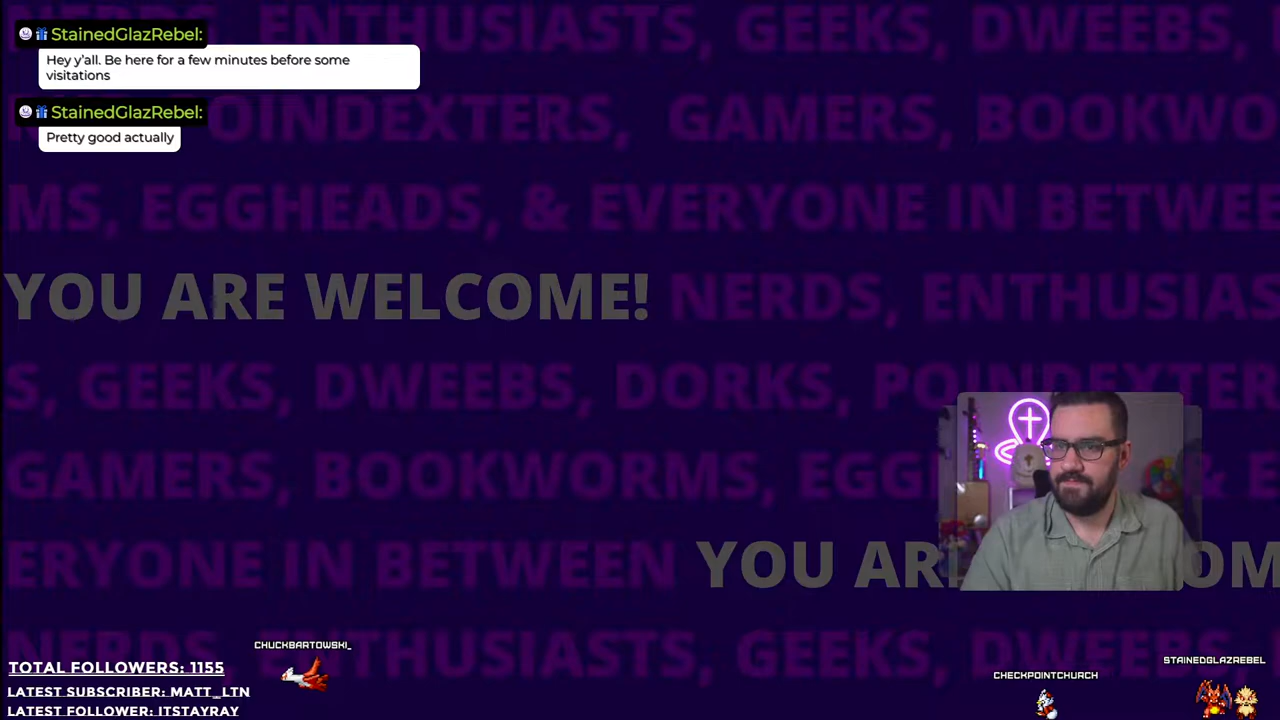 NERDS, ENTHUSIASTS, GEEKS, DWEEBS,
StainedGlazRebel:
Hey y'all. Be here for a few minutes before some
visitations
StainedGlazRebel:
Pretty good actually
POINDEXTERS, GAMERS, BOOKWO
MS, EGGHEADS, & EVERYONE IN BETWEE
YOU ARE WELCOME! NERDS, ENTHUSIAS
S, GEEKS, DWEEBS, DORKS, POINDEXTER
GAMERS, BOOKWORMS, EGG & E
ERYONE IN BETWEEN YOU AR OM
NERDS, ENTHUSIASTS, GEEKS, DWEEBS,
CHUCKBARTOWSKI_
CHECKPOINTCHURCH
STAINEDGLAZREBEL
TOTAL FOLLOWERS: 1155
LATEST SUBSCRIBER: MATT_LTN
LATEST FOLLOWER: ITSTAYRAY